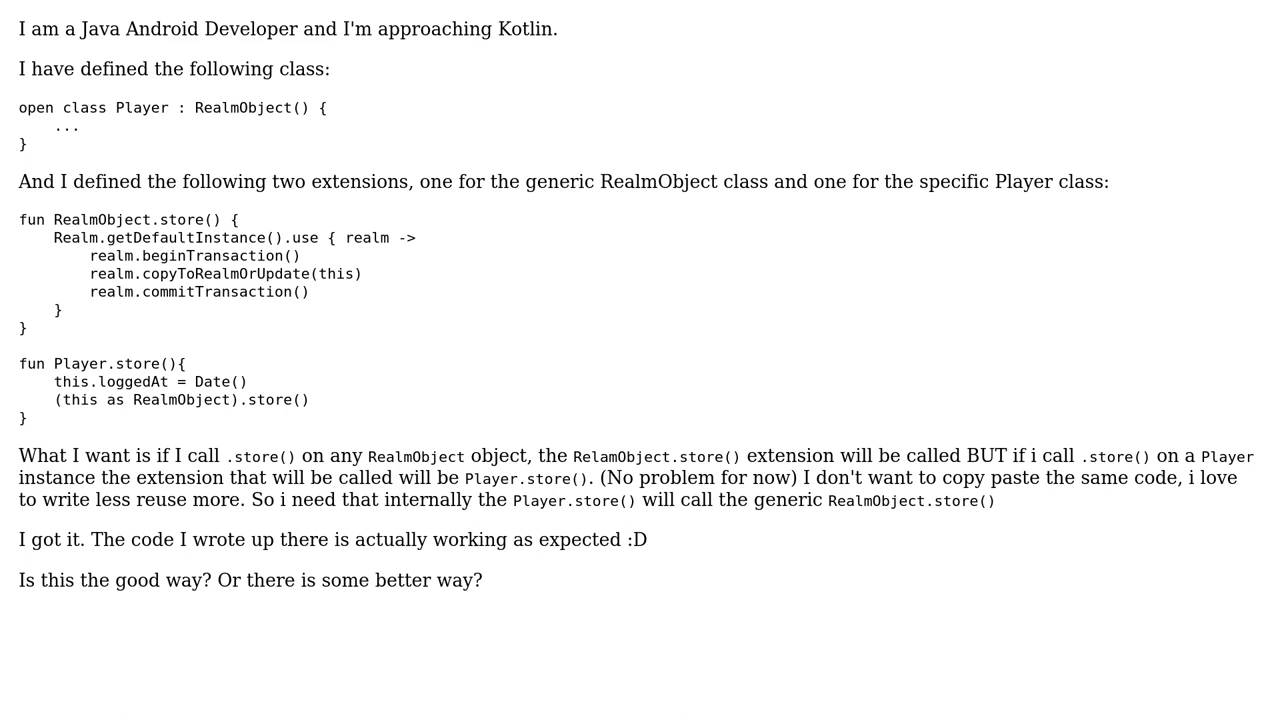 I am a Java Android Developer and I'm approaching Kotlin.
I have defined the following class:
open class Player : RealmObject() {
    ...
}
And I defined the following two extensions, one for the generic RealmObject class and one for the specific Player class:
fun RealmObject.store() {
    Realm.getDefaultInstance().use { realm ->
        realm.beginTransaction()
        realm.copyToRealmOrUpdate(this)
        realm.commitTransaction()
    }
}
fun Player.store(){
    this.loggedAt = Date()
    (this as RealmObject).store()
}
What I want is if I call .store() on any RealmObject object, the RelamObject.store() extension will be called BUT if i call .store() on a Player
instance the extension that will be called will be Player.store(). (No problem for now) I don't want to copy paste the same code, i love
to write less reuse more. So i need that internally the Player.store() will call the generic RealmObject.store()
I got it. The code I wrote up there is actually working as expected :D
Is this the good way? Or there is some better way?